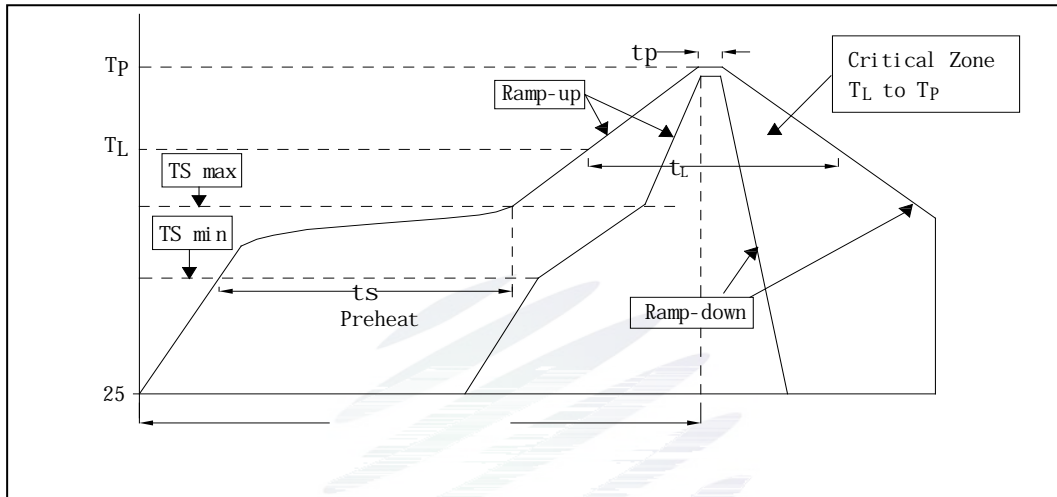 tp
Critical Zone
TL to TP
TP
Ramp-up
TL
TS max
tL
TS min
ts
Preheat
Ramp-down
25